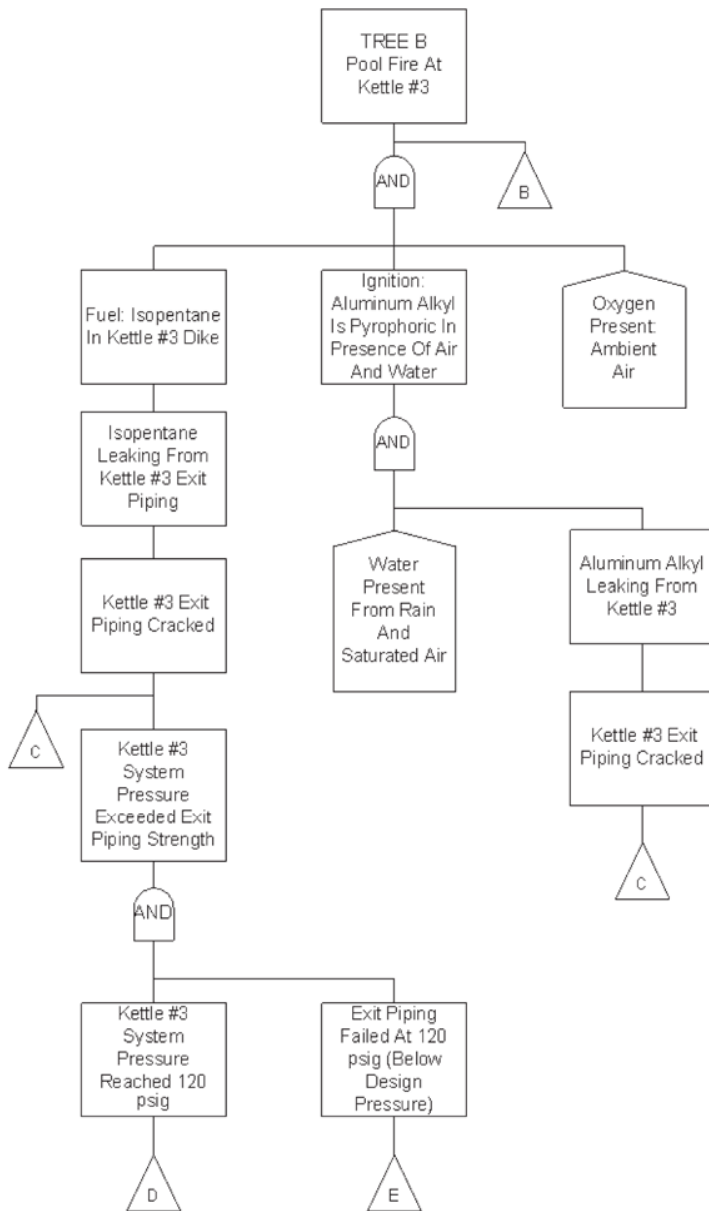 TREE B
Pool Fire At
Kettle #3
AND
B
Fuel: Isopentane
In Kettle #3 Dike
Ignition:
Aluminum Alkyl
Is Pyrophoric In
Presence Of Air
And Water
Oxygen
Present:
Ambient
Air
Isopentane
Leaking From
Kettle #3 Exit
Piping
AND
Kettle #3 Exit
Piping Cracked
Water
Present
From Rain
And
Saturated Air
Aluminum Alkyl
Leaking From
Kettle #3
C
Kettle #3
System
Pressure
Exceeded Exit
Piping Strength
Kettle #3 Exit
Piping Cracked
C
AND
Kettle #3
System
Pressure
Reached 120
psig
Exit Piping
Failed At 120
psig (Below
Design
Pressure)
D
E